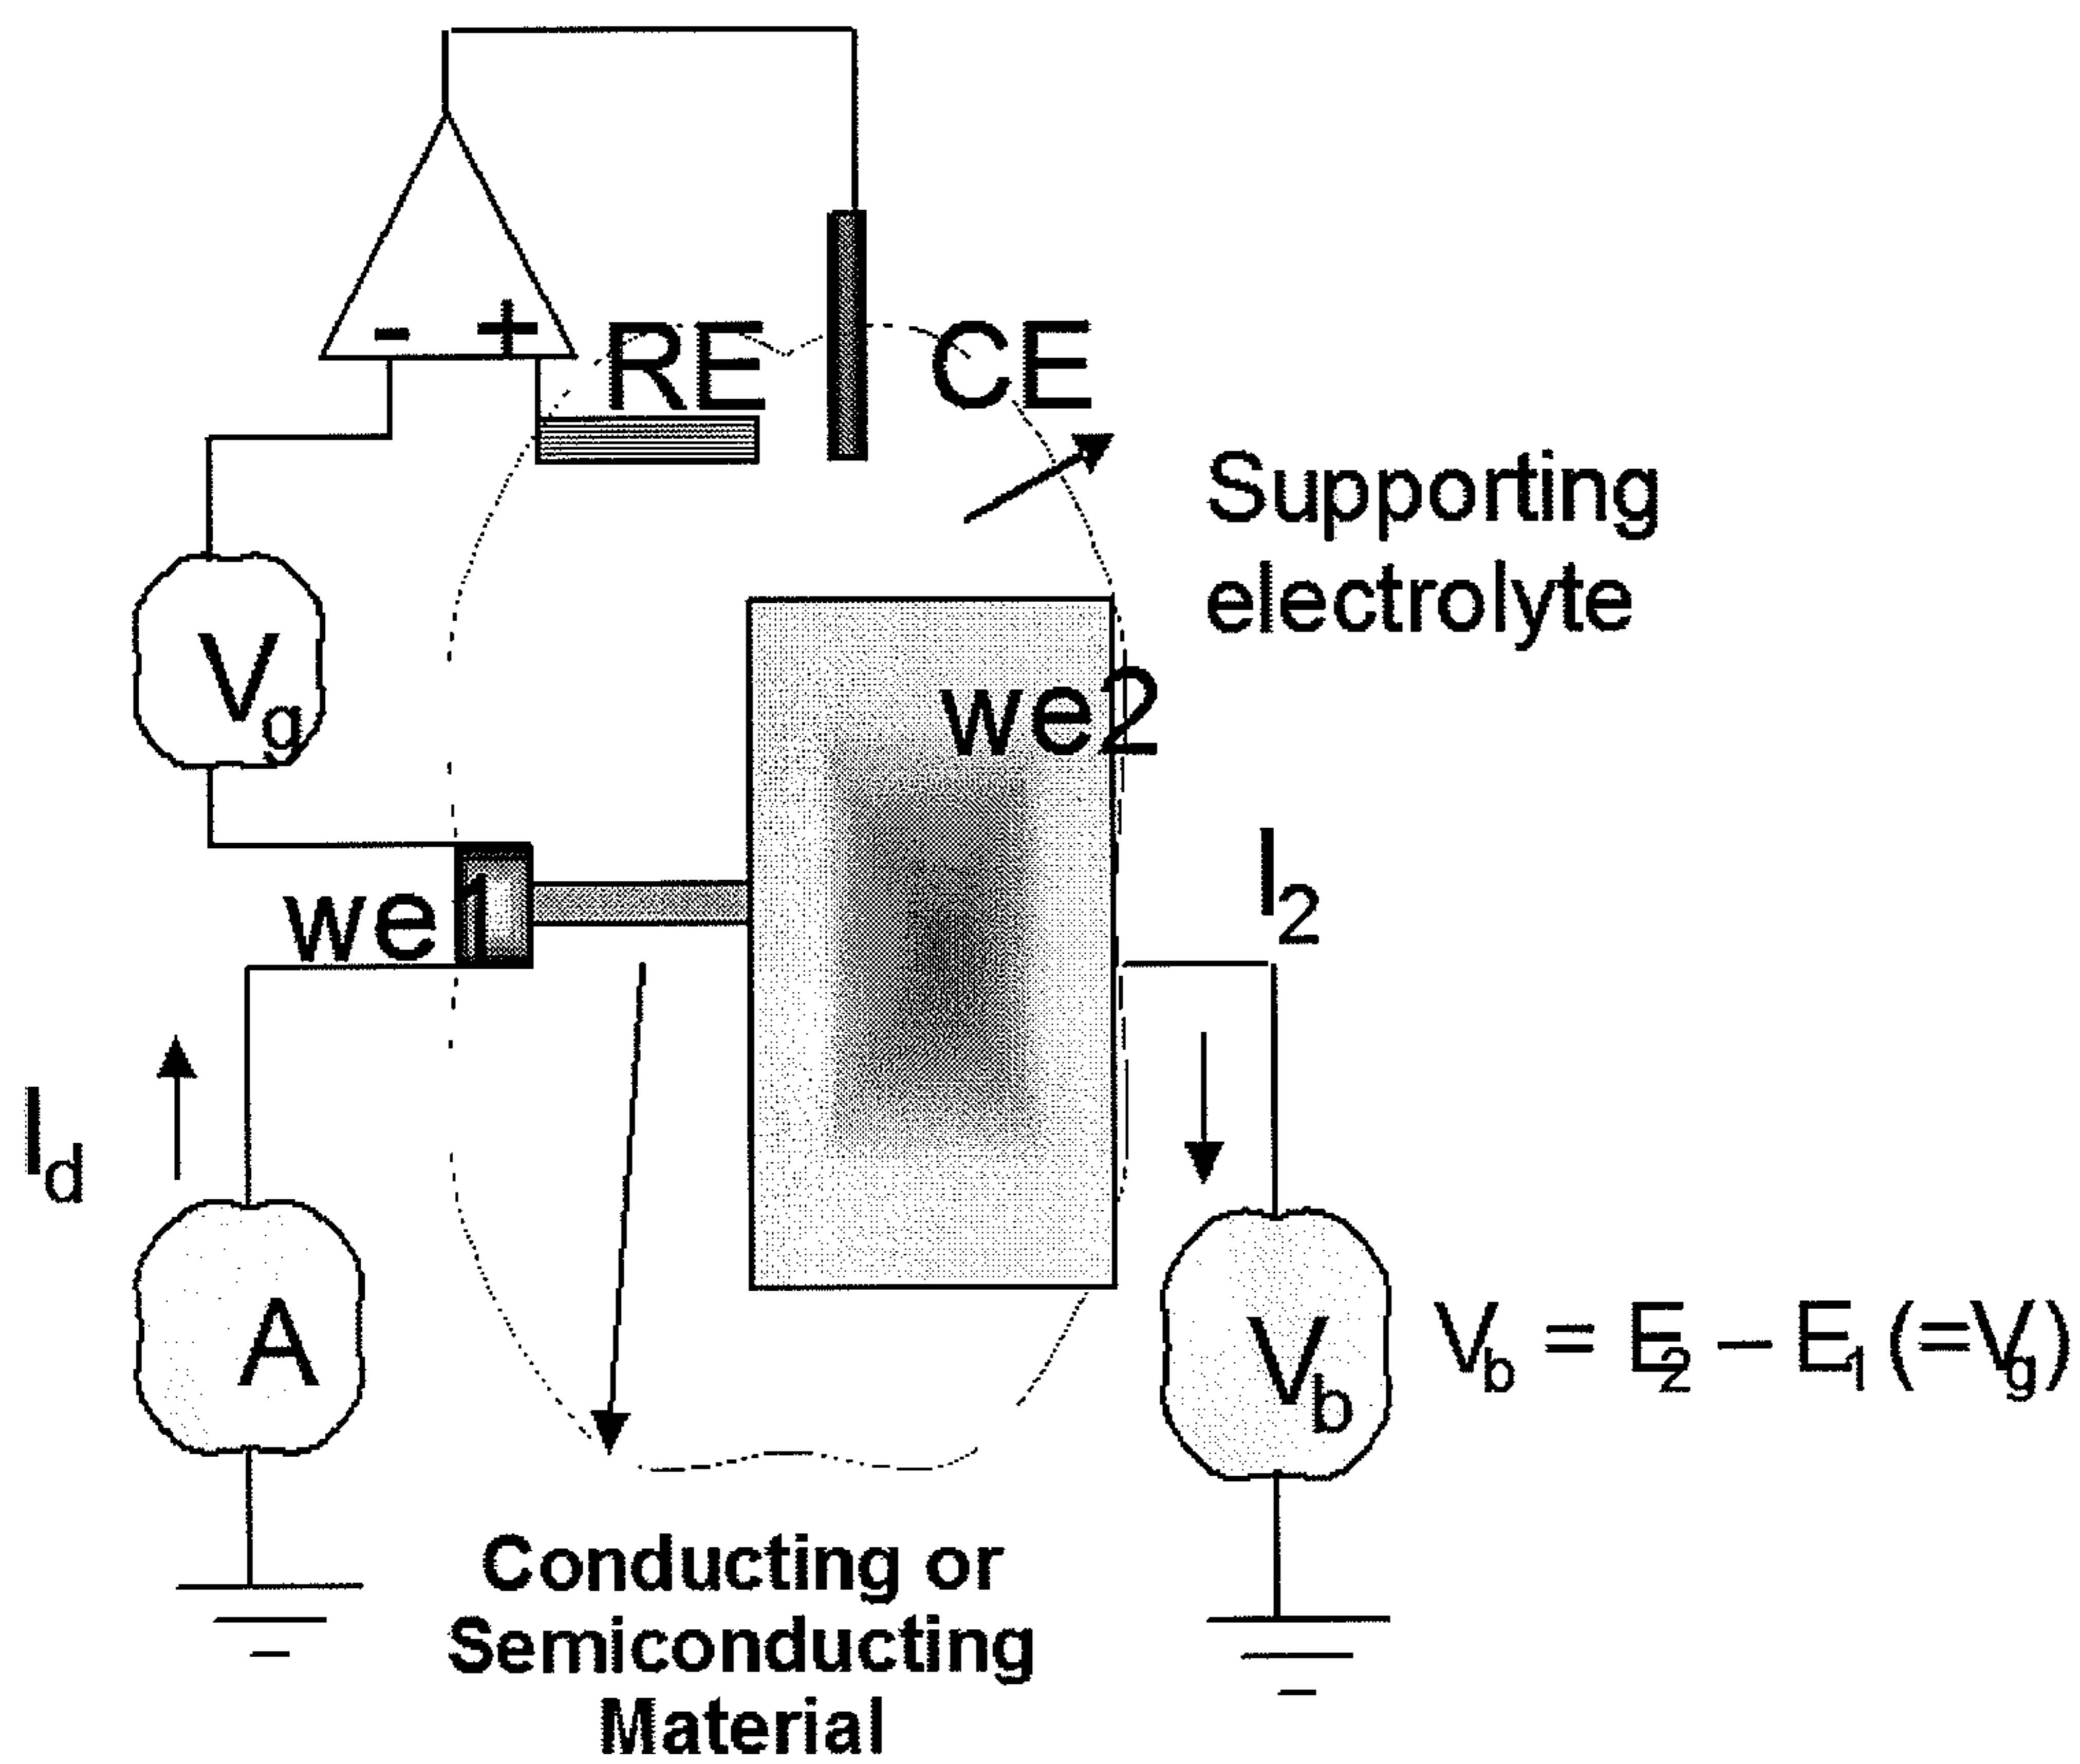 - +
RE
CE
Supporting
electrolyte
Vg
we2
we1
I2
Id
A
Vb
Vb = E2 – E1 (=Vg)
Conducting or
Semiconducting
Material